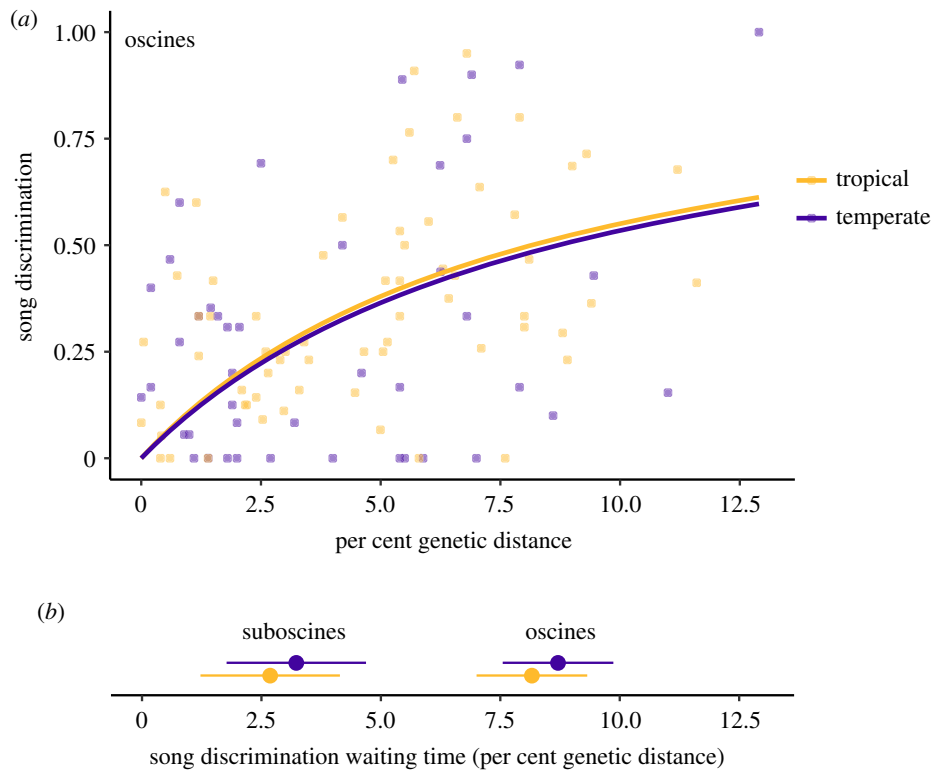 (a)
oscines
1.00
0.75
0.50
0.25
0
song discrimination
0 2.5 5.0 7.5 10.0 12.5
per cent genetic distance
tropical
temperate
(b)
suboscines oscines
0 2.5 5.0 7.5 10.0 12.5
song discrimination waiting time (per cent genetic distance)